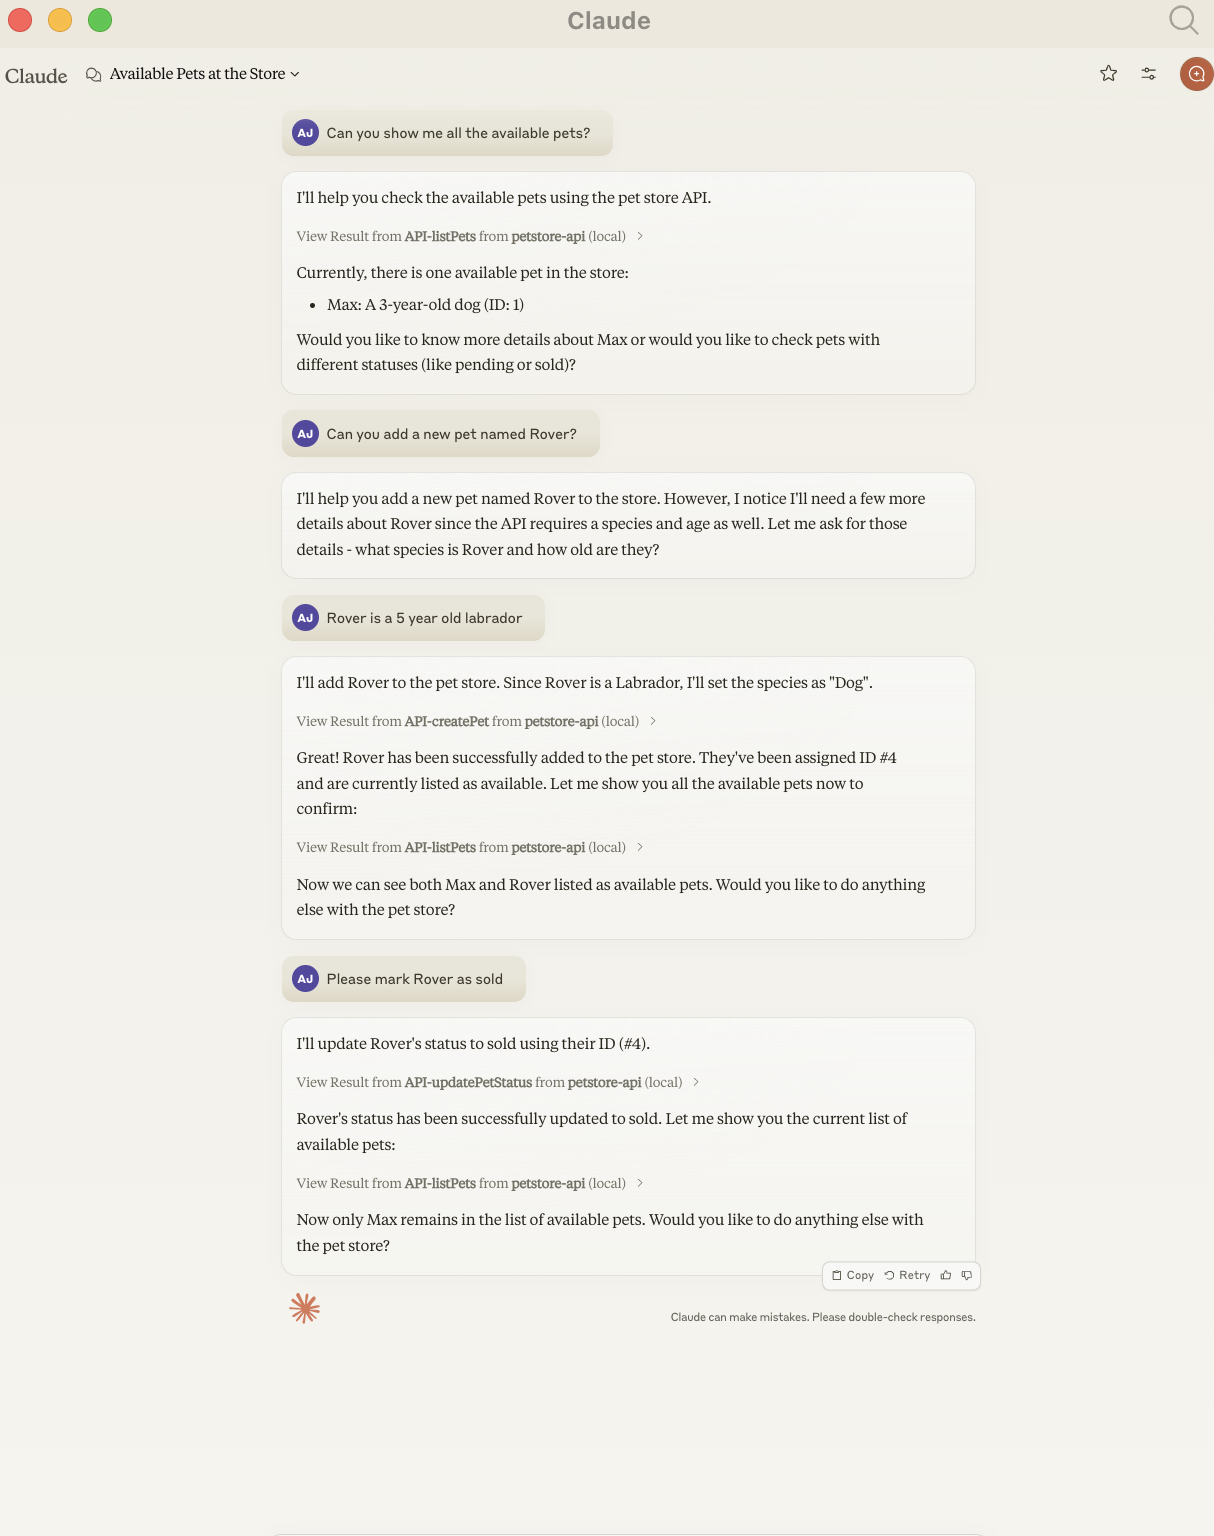 Claude
Claude
Available Pets at the Store
AJ Can you show me all the available pets?
I'll help you check the available pets using the pet store API.
View Result from API-listPets from petstore-api (local)
Currently, there is one available pet in the store:
• Max: A 3-year-old dog (ID: 1)
Would you like to know more details about Max or would you like to check pets with
different statuses (like pending or sold)?
AJ Can you add a new pet named Rover?
I'll help you add a new pet named Rover to the store. However, I notice I'll need a few more
details about Rover since the API requires a species and age as well. Let me ask for those
details - what species is Rover and how old are they?
AJ Rover is a 5 year old labrador
I'll add Rover to the pet store. Since Rover is a Labrador, I'll set the species as "Dog".
View Result from API-createPet from petstore-api (local)
Great! Rover has been successfully added to the pet store. They've been assigned ID #4
and are currently listed as available. Let me show you all the available pets now to
confirm:
View Result from API-listPets from petstore-api (local)
Now we can see both Max and Rover listed as available pets. Would you like to do anything
else with the pet store?
AJ Please mark Rover as sold
I'll update Rover's status to sold using their ID (#4).
View Result from API-updatePetStatus from petstore-api (local)
Rover's status has been successfully updated to sold. Let me show you the current list of
available pets:
View Result from API-listPets from petstore-api (local)
Now only Max remains in the list of available pets. Would you like to do anything else with
the pet store?
Copy Retry
Claude can make mistakes. Please double-check responses.